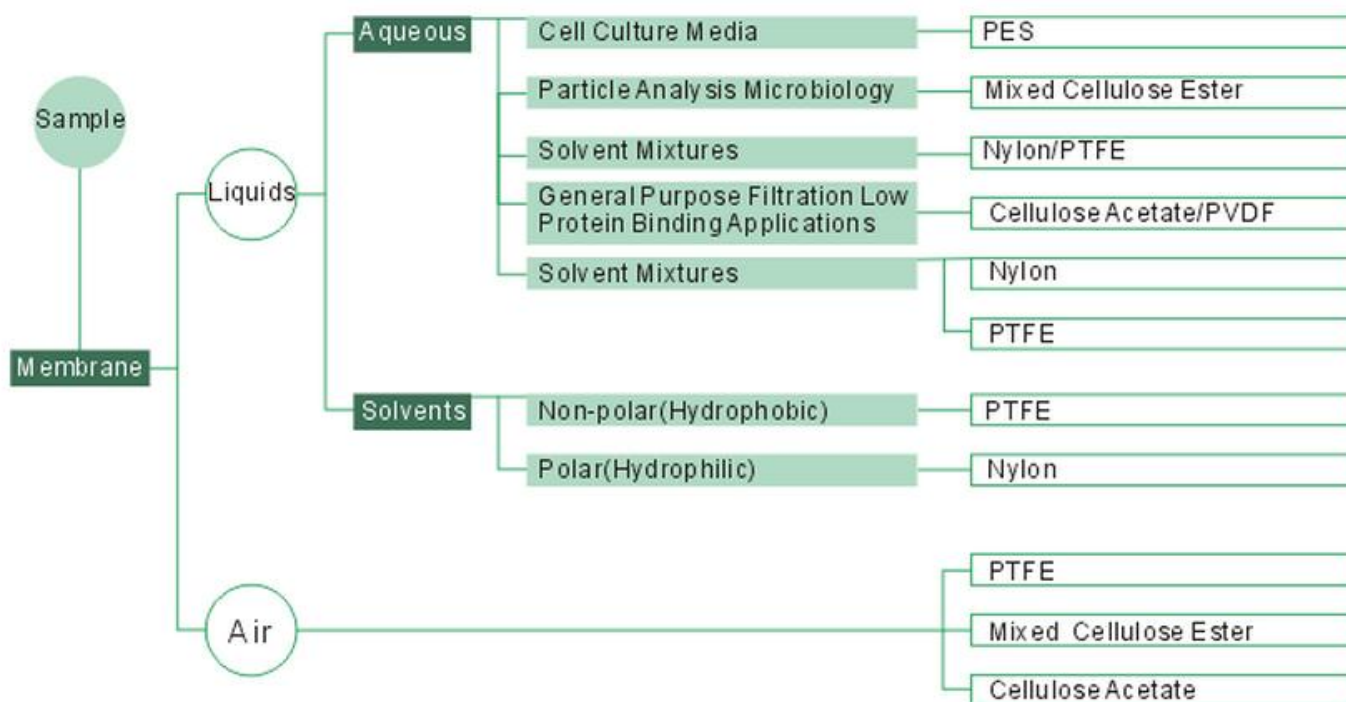 Sample
Membrane
Liquids
Aqueous
Cell Culture Media
PES
Particle Analysis Microbiology
Mixed Cellulose Ester
Solvent Mixtures
Nylon/PTFE
General Purpose Filtration Low
Protein Binding Applications
Cellulose Acetate/PVDF
Solvent Mixtures
Nylon
PTFE
Solvents
Non-polar(Hydrophobic)
PTFE
Polar(Hydrophilic)
Nylon
Air
PTFE
Mixed Cellulose Ester
Cellulose Acetate